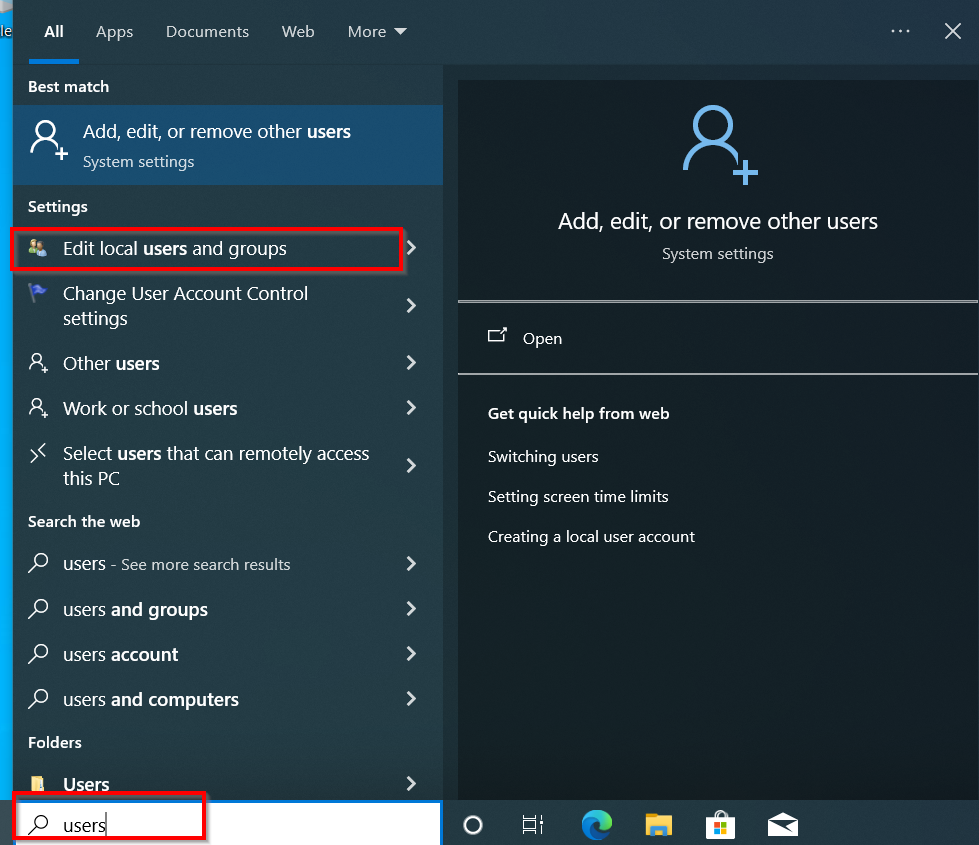 le
All Apps Documents Web More
Best match
Add, edit, or remove other users
System settings
Settings
Edit local users and groups
Change User Account Control
settings
Other users
Work or school users
Select users that can remotely access
this PC
Search the web
users - See more search results
users and groups
users account
users and computers
Folders
Users
users
Add, edit, or remove other users
System settings
Open
Get quick help from web
Switching users
Setting screen time limits
Creating a local user account